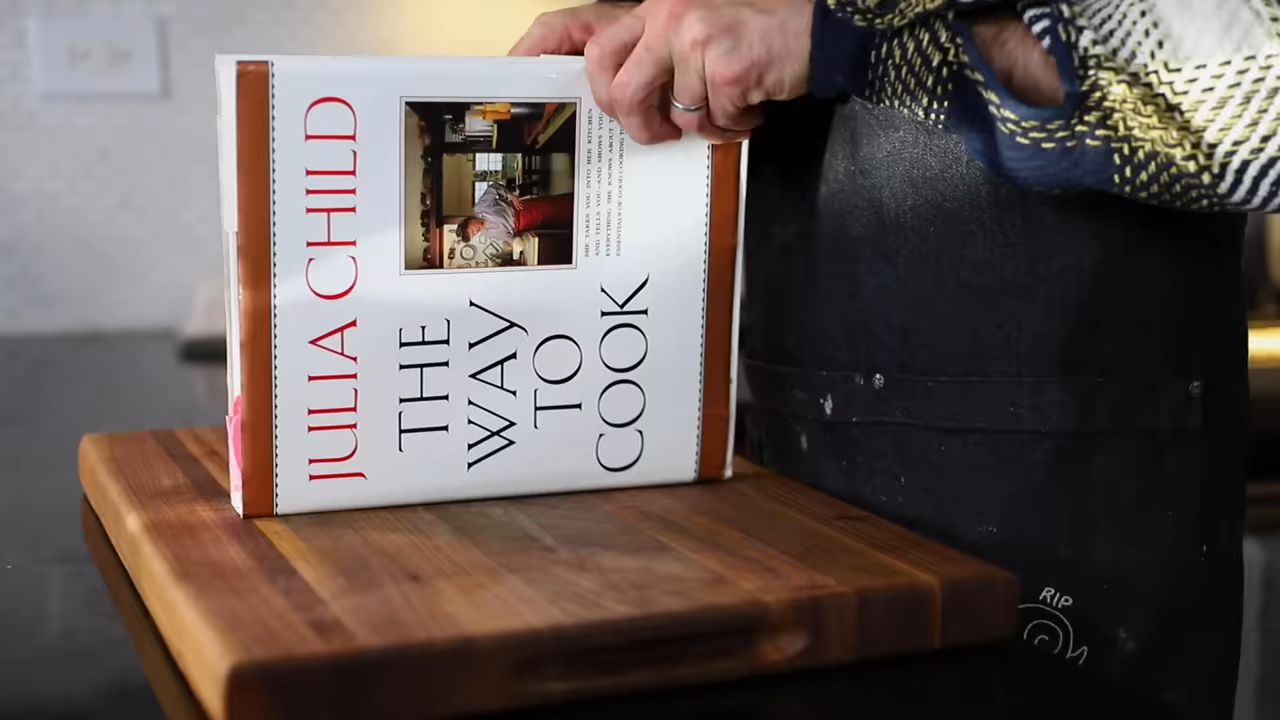 JULIA CHILD
THE
WAY
TO
COOK
SHE TAKES YOU INTO HER KITCHEN
AND TELLS YOU—AND SHOWS YOU
EVERYTHING SHE KNOWS ABOUT
ESSENTIALS OF GOOD COOKING
RIP